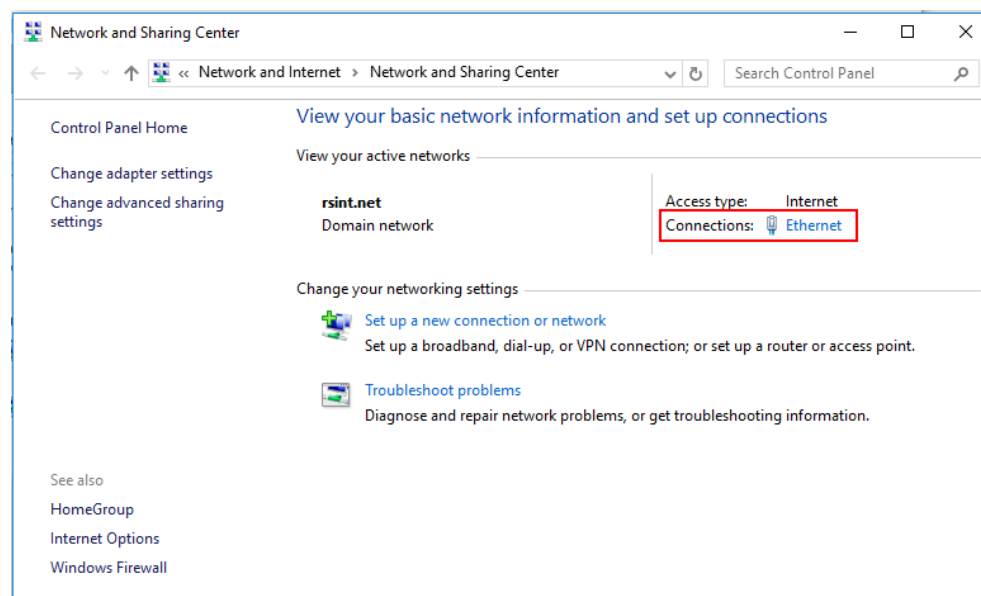 Network and Sharing Center
« Network and Internet > Network and Sharing Center
Search Control Panel
Control Panel Home
Change adapter settings
Change advanced sharing
settings
View your basic network information and set up connections
View your active networks
rsint.net
Domain network
Access type: Internet
Connections: Ethernet
Change your networking settings
Set up a new connection or network
Set up a broadband, dial-up, or VPN connection; or set up a router or access point.
Troubleshoot problems
Diagnose and repair network problems, or get troubleshooting information.
See also
HomeGroup
Internet Options
Windows Firewall